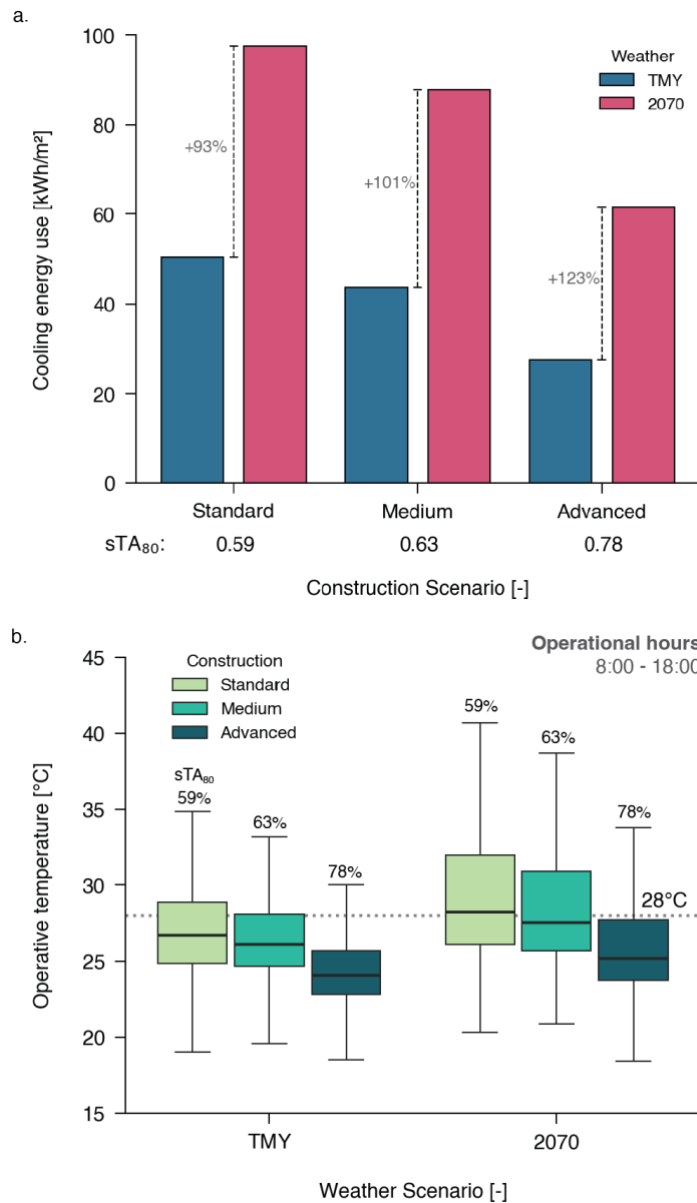 a.
100
80
60
40
20
0
Cooling energy use [kWh/m²]
Weather
TMY
2070
+93%
+101%
+123%
Standard Medium Advanced
sTA₈₀: 0.59 0.63 0.78
Construction Scenario [-]
b.
Operational hours
8:00 - 18:00
45
40
35
30
25
20
15
Operative temperature [°C]
Construction
Standard
Medium
Advanced
sTA₈₀
59%
63%
78%
59%
63%
78%
28°C
TMY 2070
Weather Scenario [-]